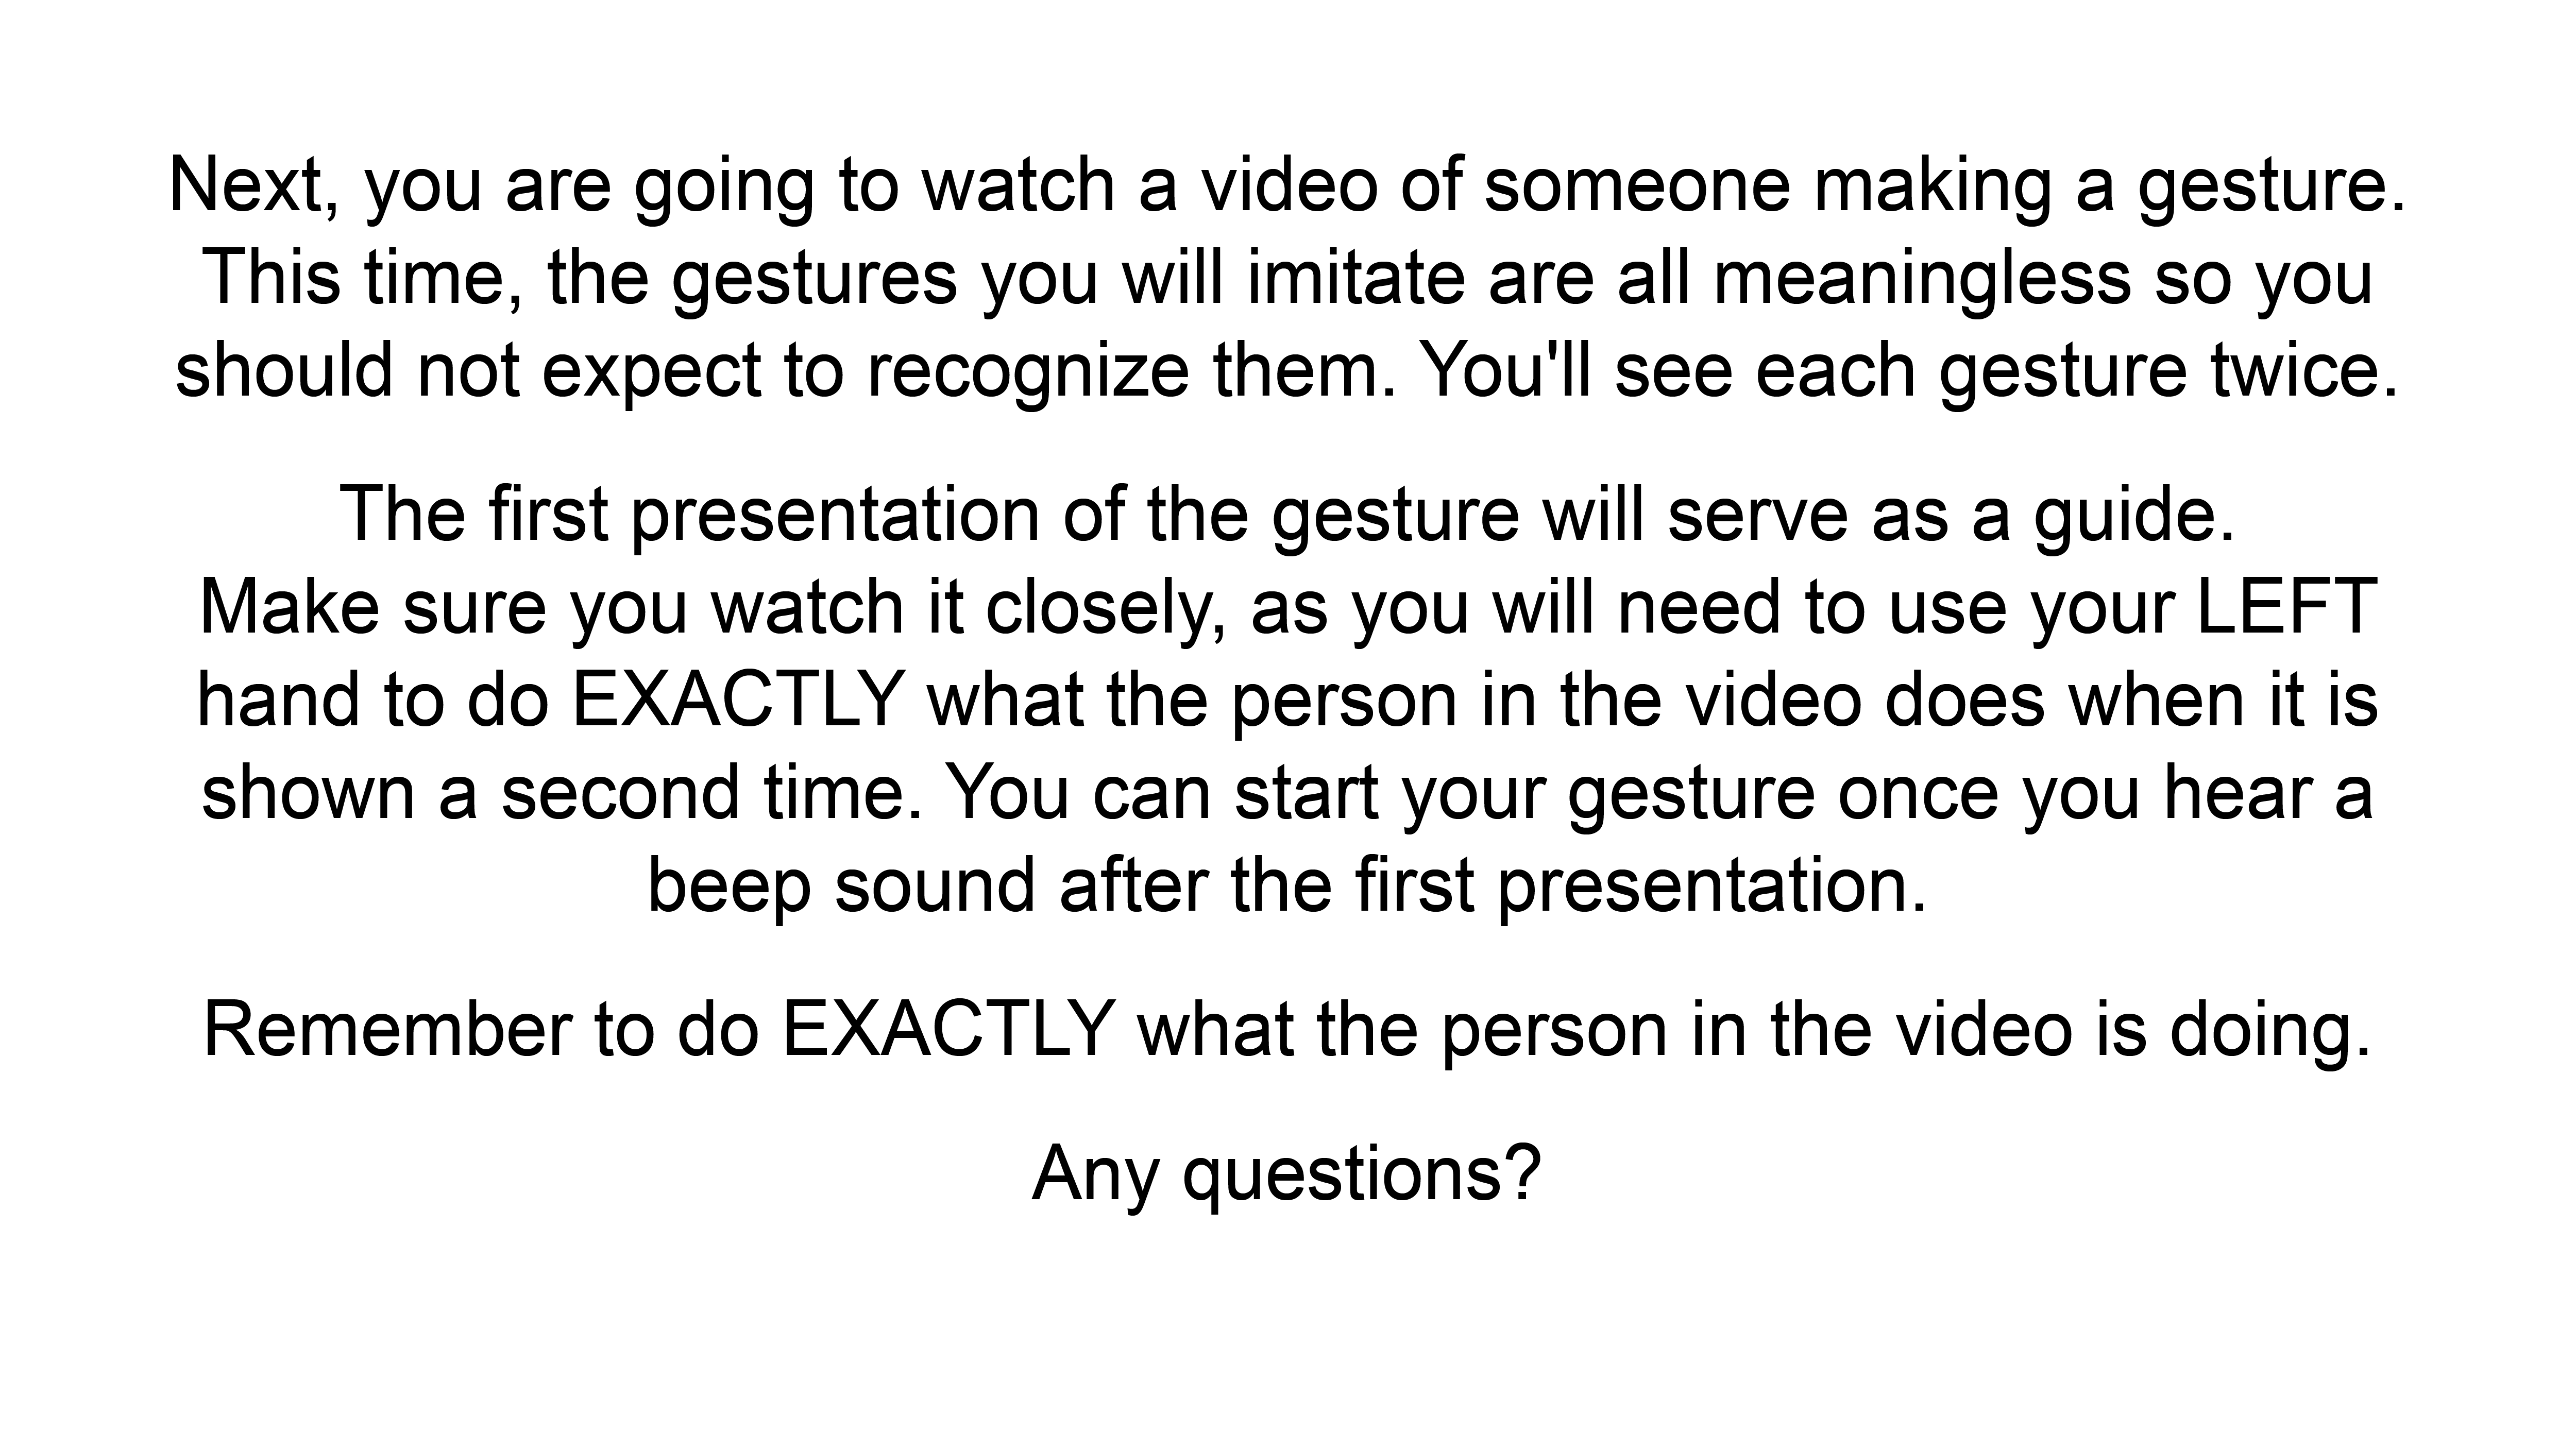 Next, you are going to watch a video of someone making a gesture.
This time, the gestures you will imitate are all meaningless so you
should not expect to recognize them. You'll see each gesture twice.
The first presentation of the gesture will serve as a guide.
Make sure you watch it closely, as you will need to use your LEFT
hand to do EXACTLY what the person in the video does when it is
shown a second time. You can start your gesture once you hear a
beep sound after the first presentation.
Remember to do EXACTLY what the person in the video is doing.
Any questions?